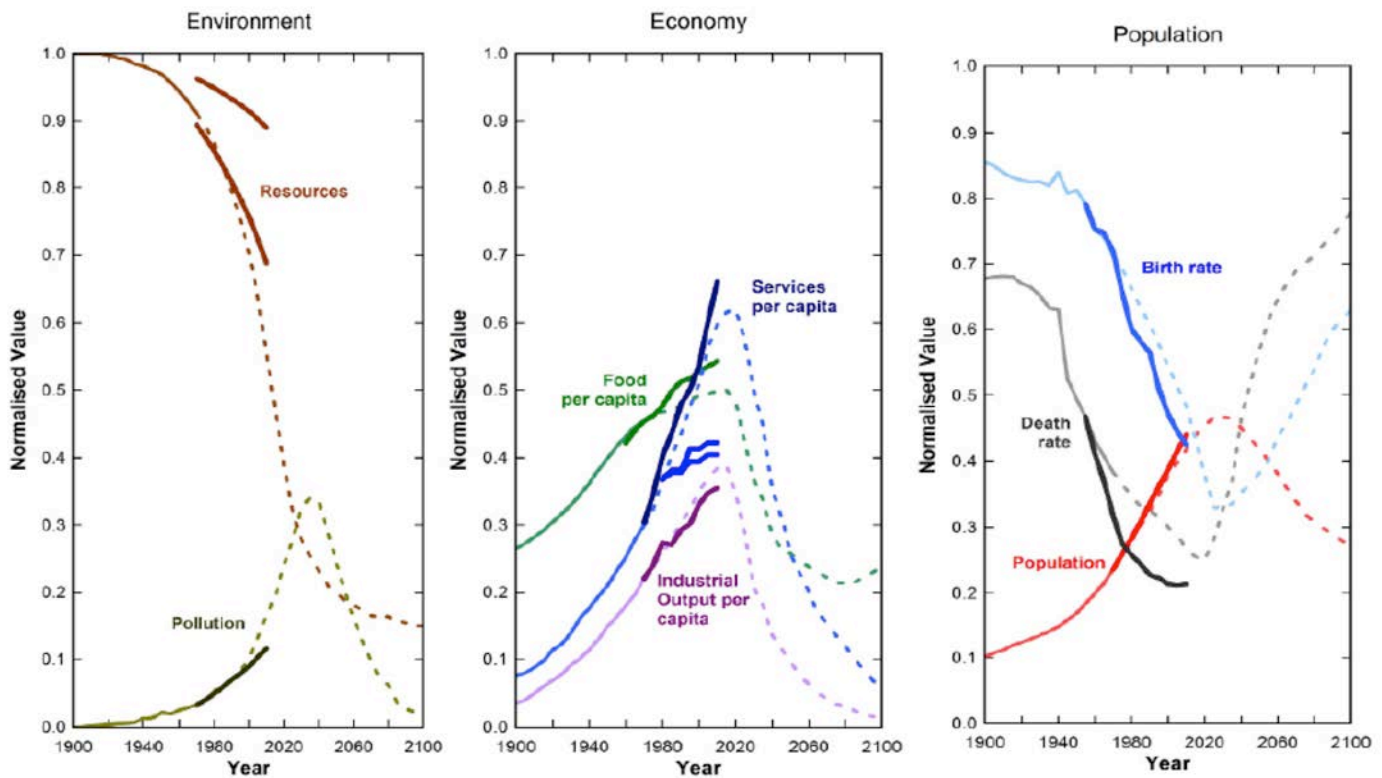 Environment
Normalised Value
1.0
0.9
0.8
0.7
0.6
0.5
0.4
0.3
0.2
0.1
0.0
Resources
Pollution
1900 1940 1980 2020 2060 2100
Year
Economy
Normalised Value
1.0
0.9
0.8
0.7
0.6
0.5
0.4
0.3
0.2
0.1
0.0
Services
per capita
Food
per capita
Industrial
Output per
capita
1900 1940 1980 2020 2060 2100
Year
Population
Normalised Value
1.0
0.9
0.8
0.7
0.6
0.5
0.4
0.3
0.2
0.1
0.0
Birth rate
Death
rate
Population
1900 1940 1980 2020 2060 2100
Year